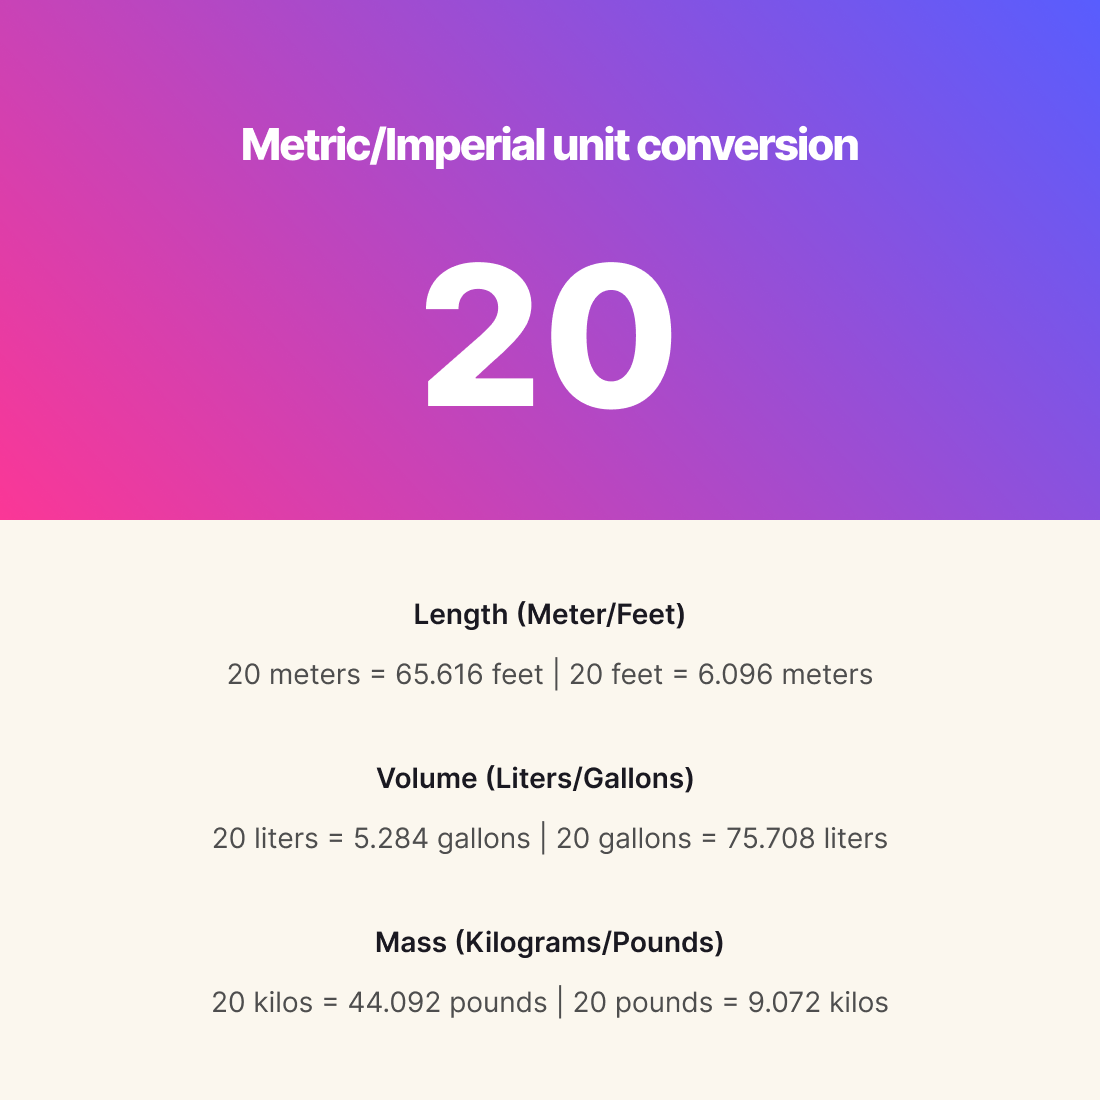 Metric/Imperial unit conversion
20
Length (Meter/Feet)
20 meters = 65.616 feet | 20 feet = 6.096 meters
Volume (Liters/Gallons)
20 liters = 5.284 gallons | 20 gallons = 75.708 liters
Mass (Kilograms/Pounds)
20 kilos = 44.092 pounds | 20 pounds = 9.072 kilos